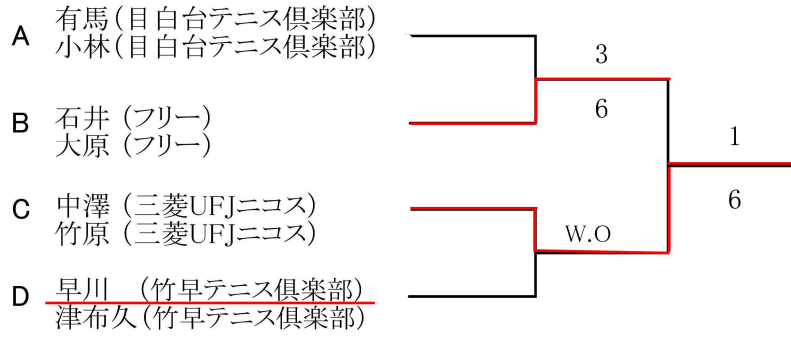 A
有馬(目白台テニス倶楽部)
小林(目白台テニス倶楽部)
B
石井 (フリー)
大原 (フリー)
C
中澤 (三菱UFJニコス)
竹原 (三菱UFJニコス)
D
早川 (竹早テニス倶楽部)
津布久(竹早テニス倶楽部)
3
6
W.O
1
6